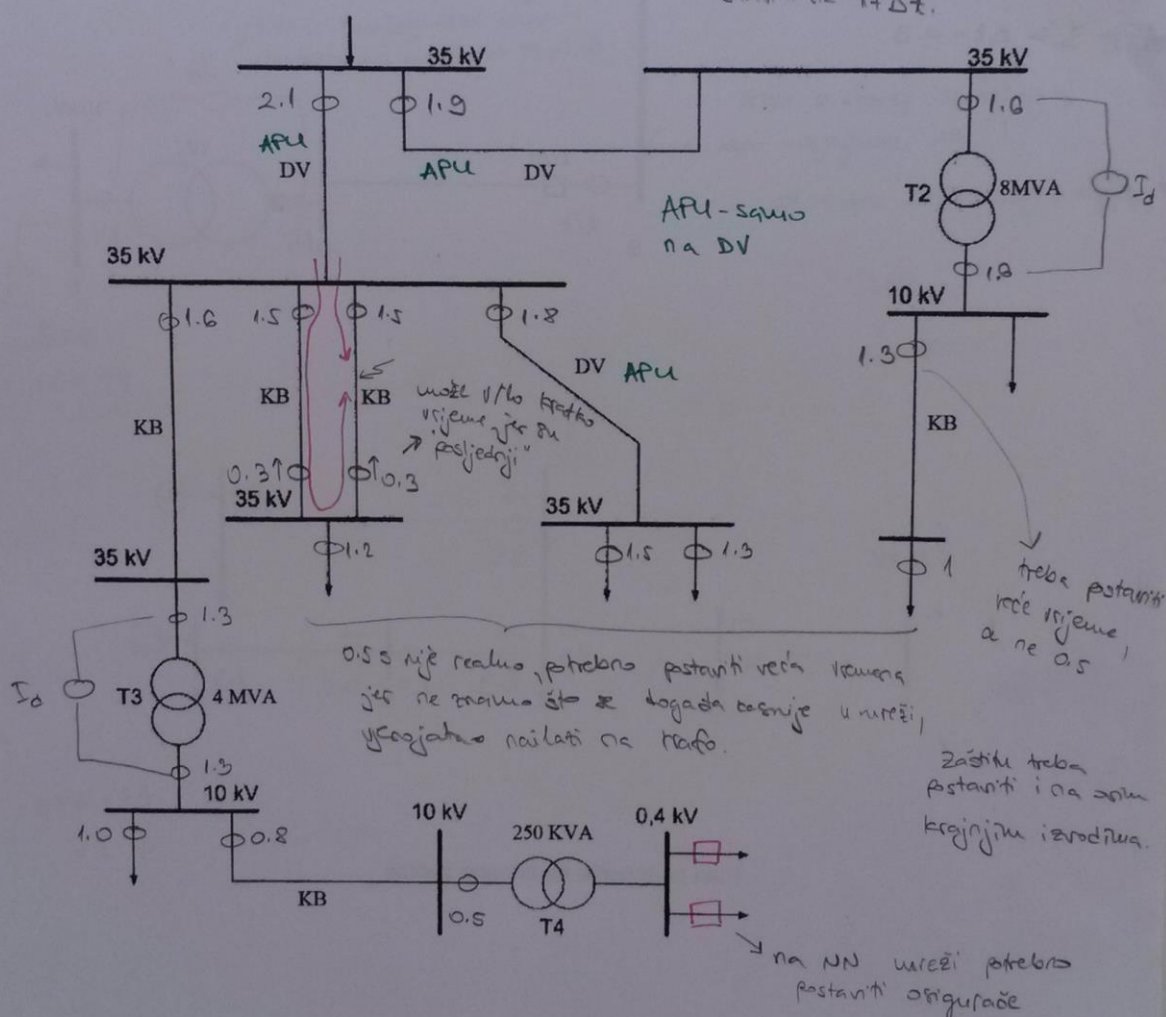 35 kV
35 kV
2.1
1.9
1.6
APU
DV
APU
DV
T2
8MVA
Id
APU-samo
na DV
35 kV
1.6
1.5
1.5
1.8
10 kV
1.3
DV
APU
KB
KB
KB
KB
može vrlo kratko
vrijeme jer su
"posljednji"
0.3
0.3
35 kV
35 kV
1.2
1.5
1.3
1
35 kV
treba postaviti
veće vrijeme,
a ne 0.5
1.3
0.5 s nije realno, potrebno postaviti veća vremena
jer ne znamo što se događa kasnije u mreži,
vjerojatno nailazi na trafo.
Id
T3
4 MVA
1.3
10 kV
Zaštitu treba
postaviti i na ovim
krajnjim izvodima.
1.0
0.8
10 kV
250 KVA
0,4 kV
KB
0.5
T4
na NN mreži potrebno
postaviti osigurače